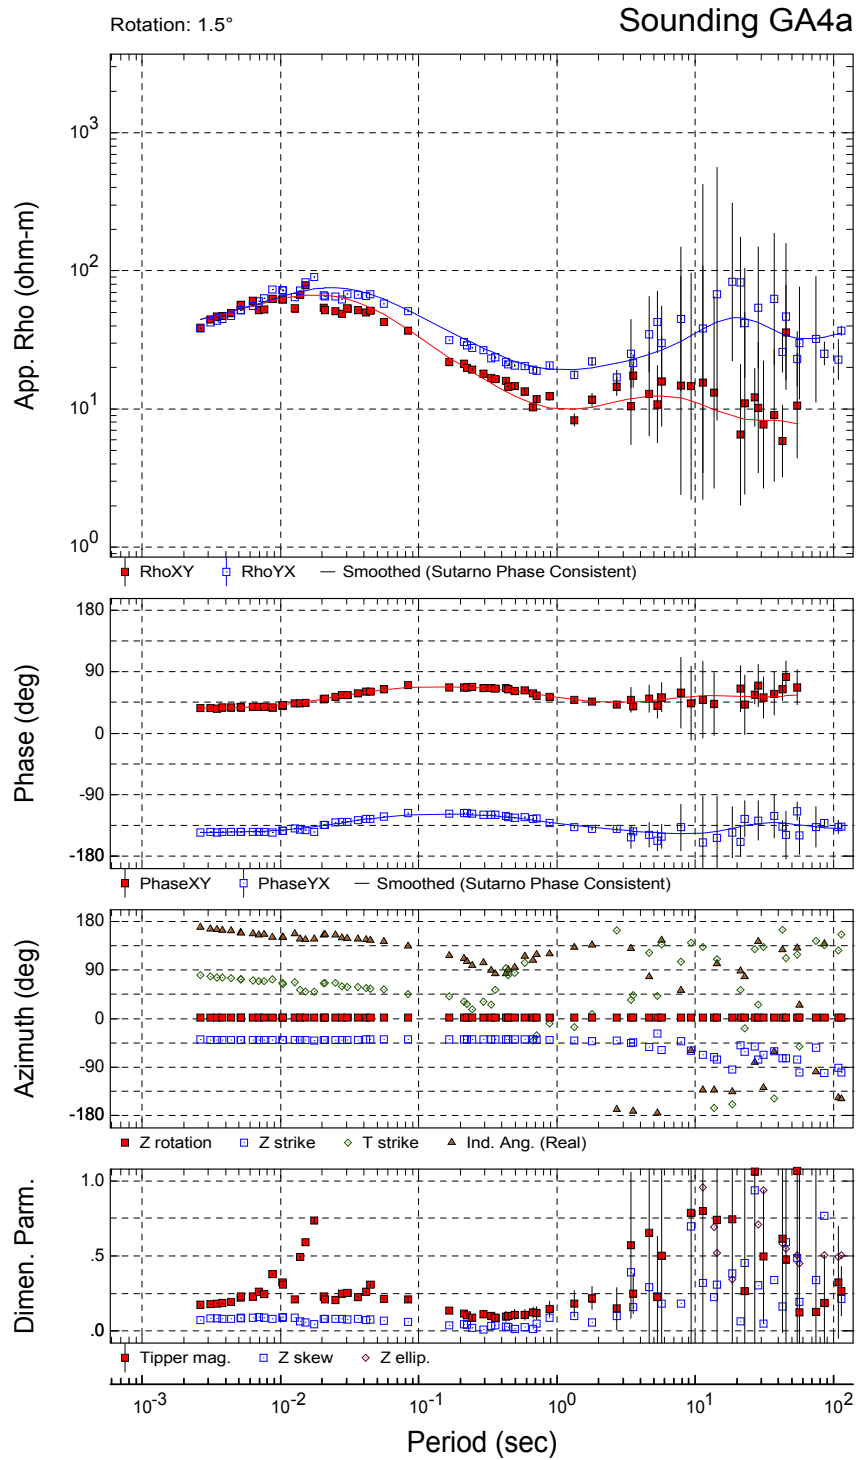 Rotation: 1.5°
Sounding GA4a
App. Rho (ohm-m)
10^3
10^2
10^1
10^0
RhoXY RhoYX Smoothed (Sutarno Phase Consistent)
Phase (deg)
180
90
0
-90
-180
PhaseXY PhaseYX Smoothed (Sutarno Phase Consistent)
Azimuth (deg)
180
90
0
-90
-180
Z rotation Z strike T strike Ind. Ang. (Real)
Dimen. Parm.
1.0
.5
.0
Tipper mag. Z skew Z ellip.
10^-3 10^-2 10^-1 10^0 10^1 10^2
Period (sec)